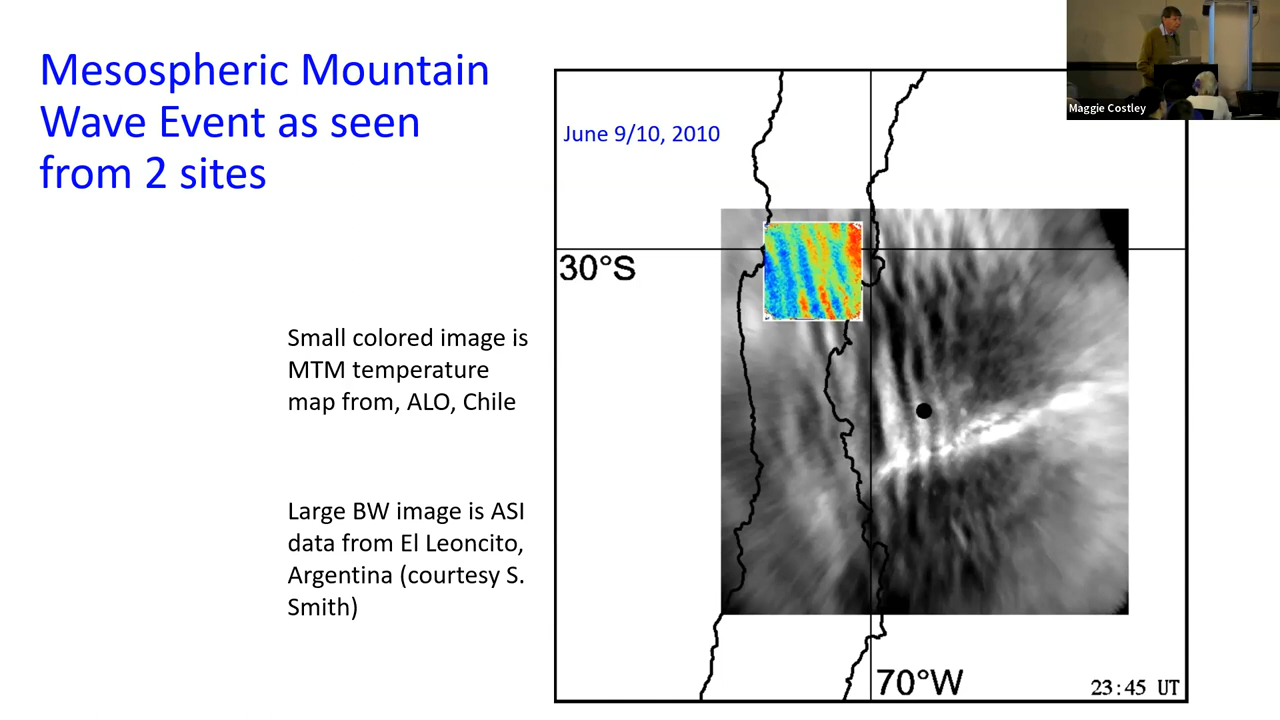 Mesospheric Mountain
Wave Event as seen
from 2 sites
Maggie Costley
June 9/10, 2010
30°S
Small colored image is
MTM temperature
map from, ALO, Chile
Large BW image is ASI
data from El Leoncito,
Argentina (courtesy S.
Smith)
70°W
23:45 UT